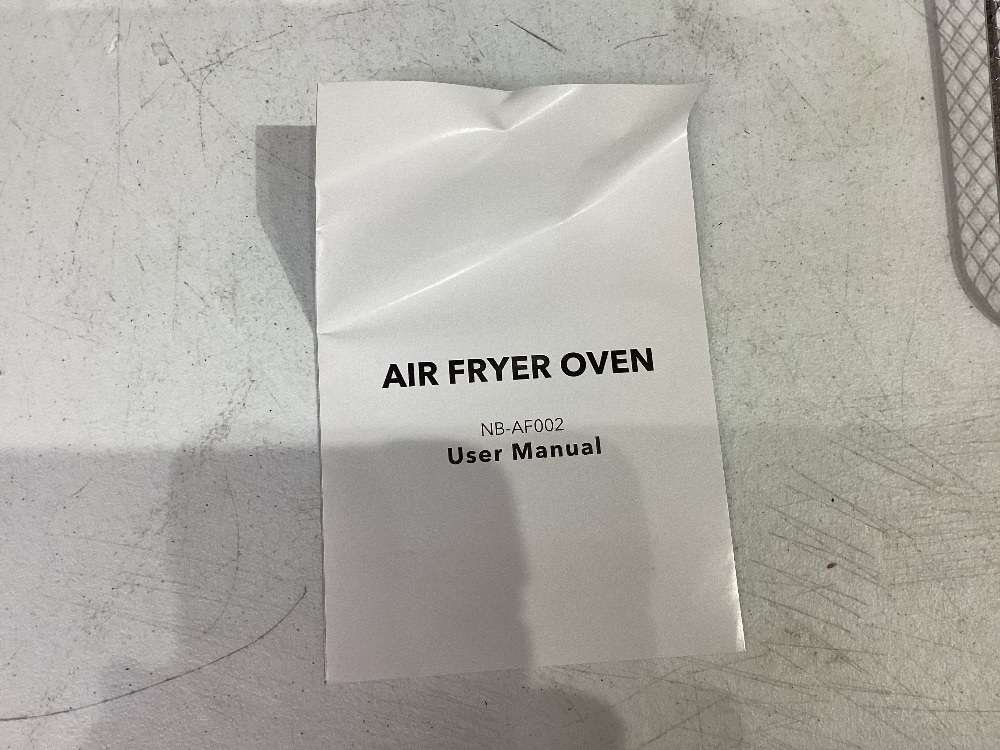 AIR FRYER OVEN
NB-AF002
User Manual